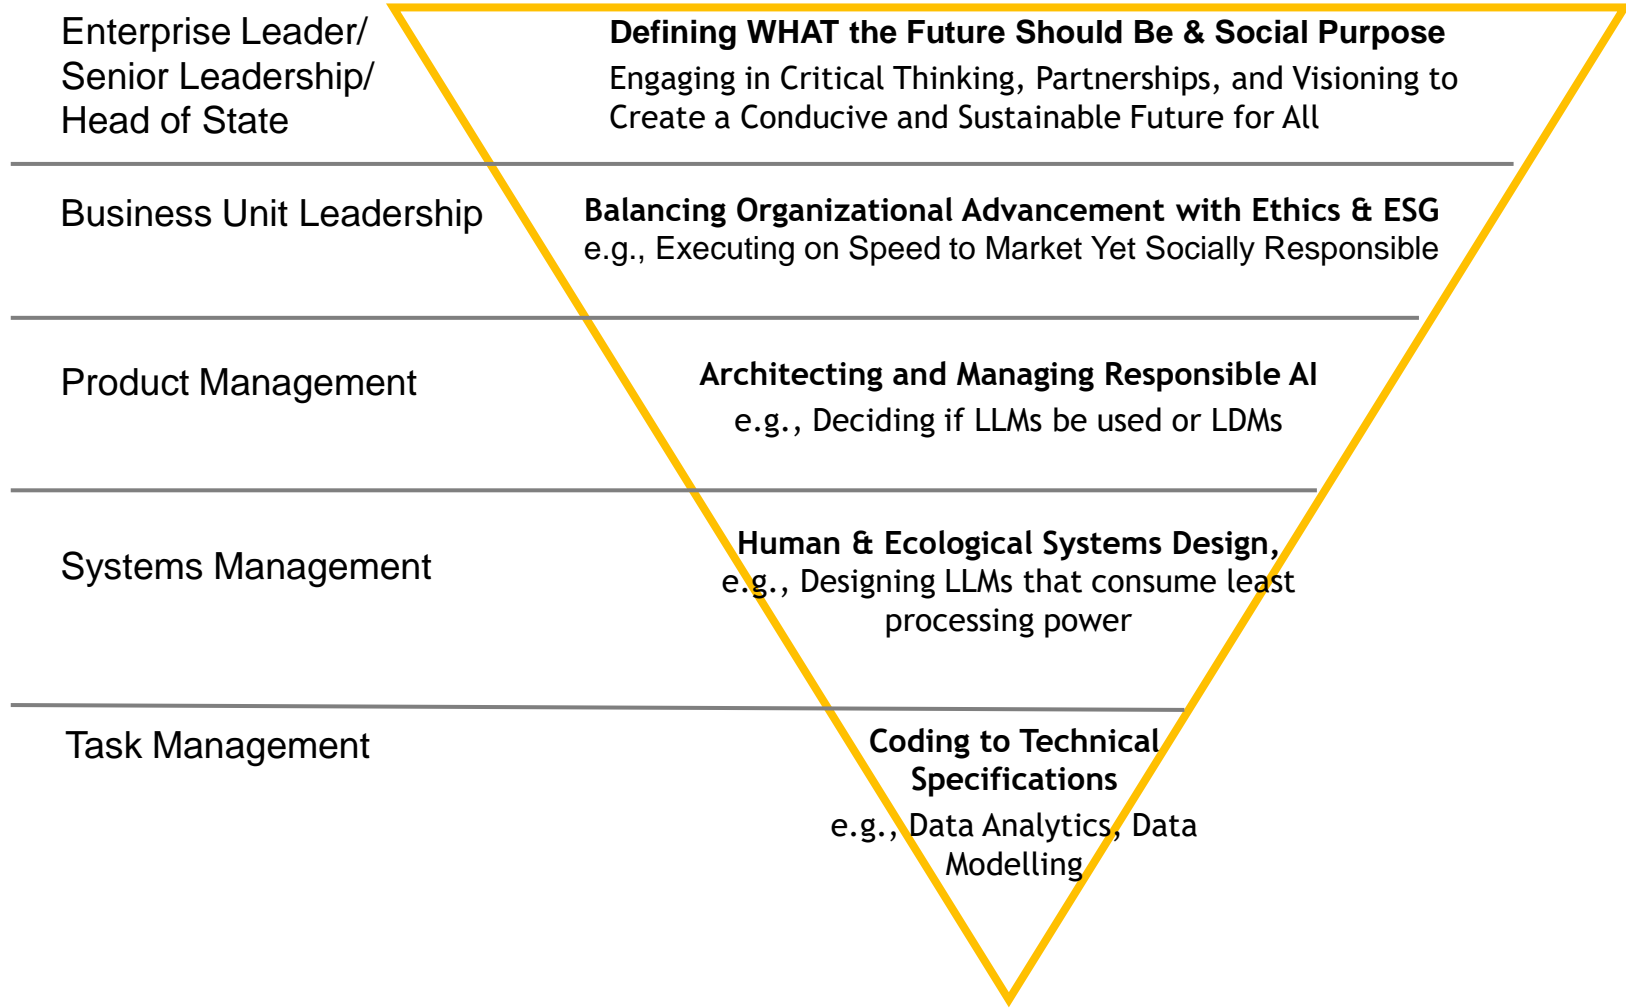 Enterprise Leader/
Senior Leadership/
Head of State
Defining WHAT the Future Should Be & Social Purpose
Engaging in Critical Thinking, Partnerships, and Visioning to
Create a Conducive and Sustainable Future for All
Business Unit Leadership
Balancing Organizational Advancement with Ethics & ESG
e.g., Executing on Speed to Market Yet Socially Responsible
Product Management
Architecting and Managing Responsible AI
e.g., Deciding if LLMs be used or LDMs
Systems Management
Human & Ecological Systems Design,
e.g., Designing LLMs that consume least
processing power
Task Management
Coding to Technical
Specifications
e.g., Data Analytics, Data
Modelling